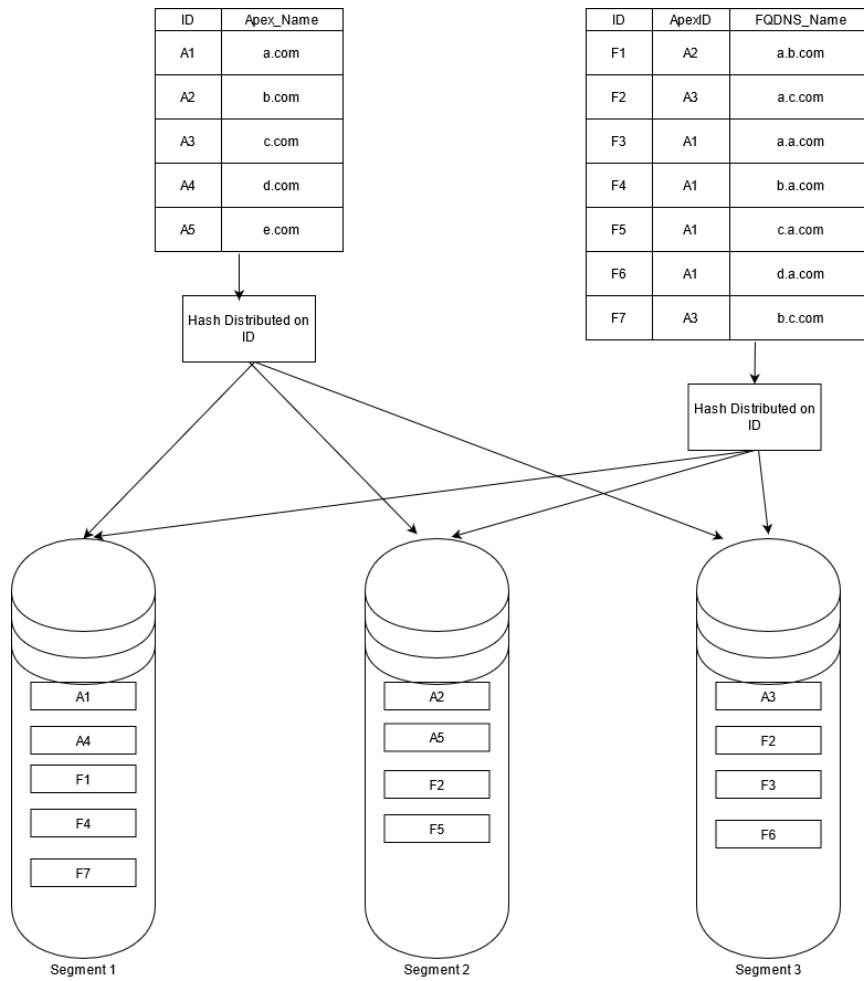 ID Apex_Name
A1 a.com
A2 b.com
A3 c.com
A4 d.com
A5 e.com
ID ApexID FQDNS_Name
F1 A2 a.b.com
F2 A3 a.c.com
F3 A1 a.a.com
F4 A1 b.a.com
F5 A1 c.a.com
F6 A1 d.a.com
F7 A3 b.c.com
Hash Distributed on
ID
Hash Distributed on
ID
A1
A4
F1
F4
F7
Segment 1
A2
A5
F2
F5
Segment 2
A3
F2
F3
F6
Segment 3